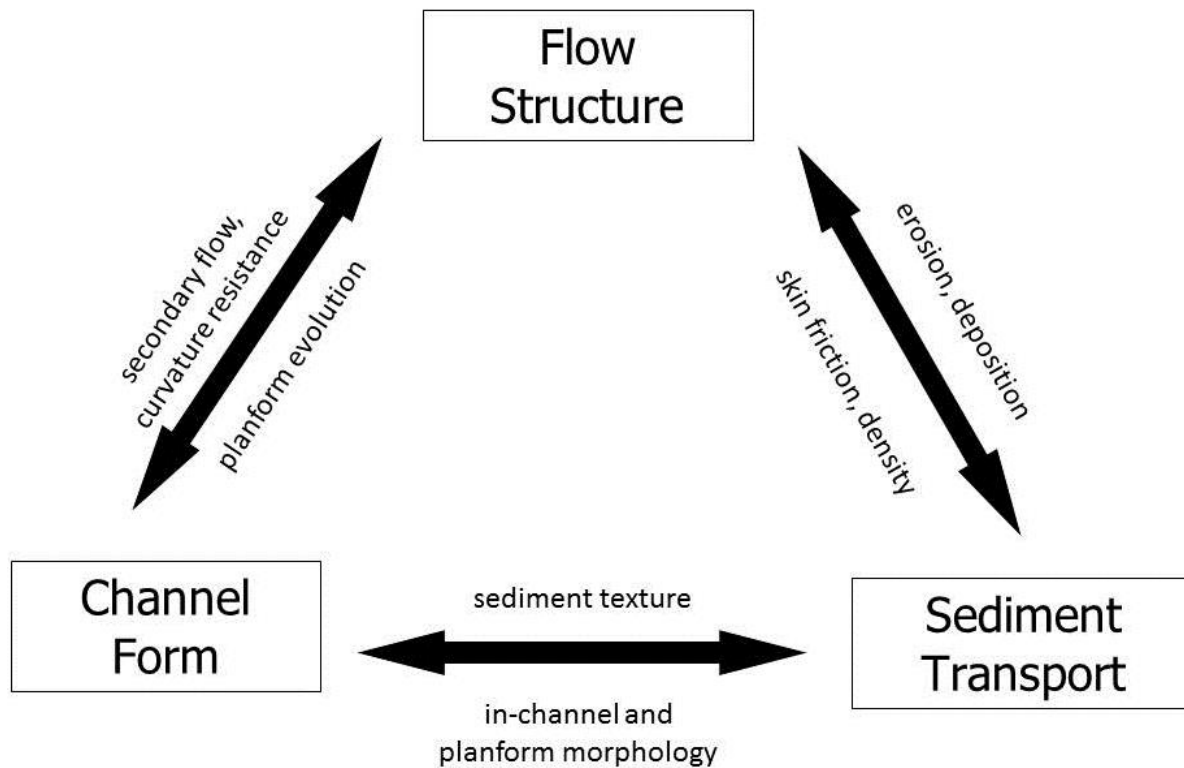 Flow
Structure
secondary flow,
curvature resistance
planform evolution
erosion, deposition
skin friction, density
Channel
Form
sediment texture
in-channel and
planform morphology
Sediment
Transport